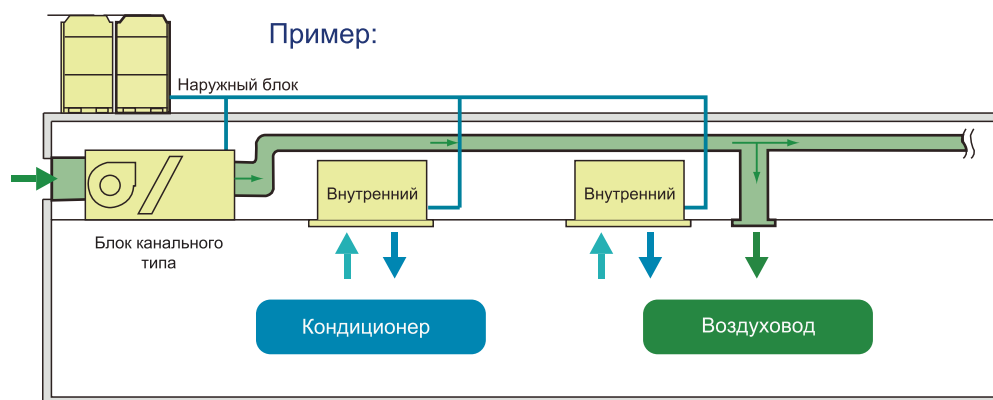 Пример:
Наружный блок
Внутренний
Внутренний
Блок канального
типа
Кондиционер
Воздуховод